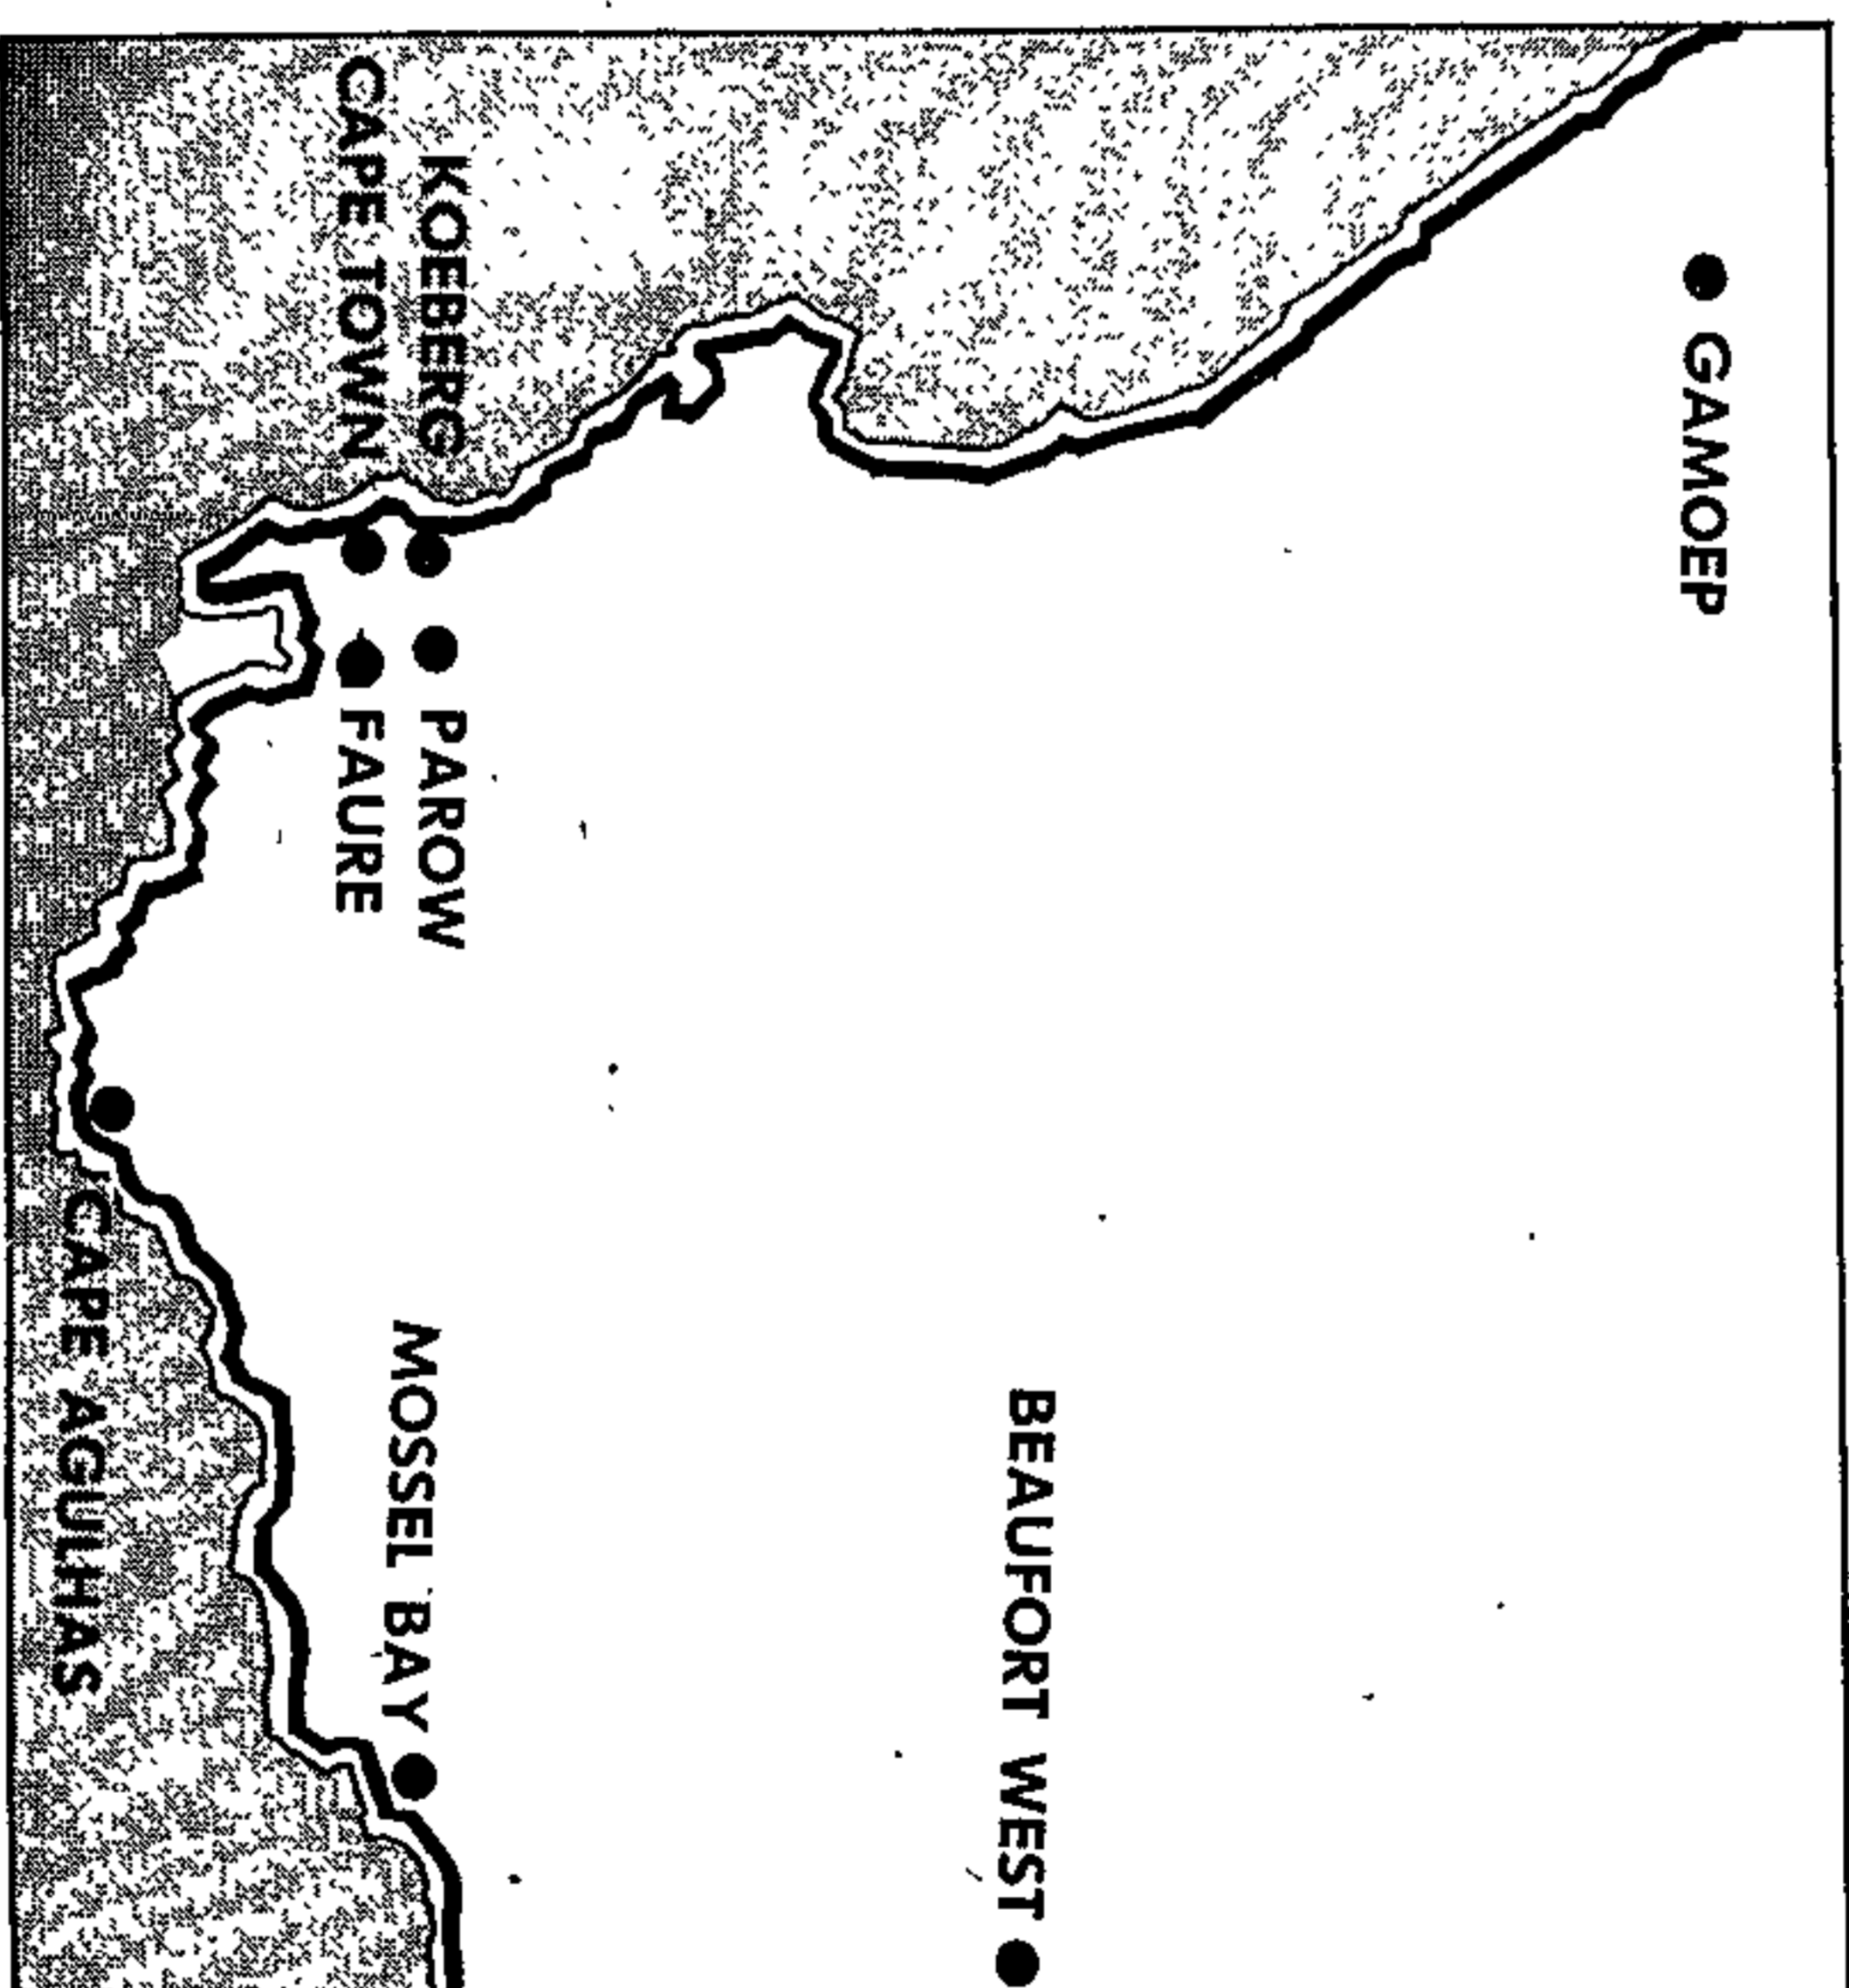 GAMOEP
BEAUFORT WEST
KOEBERG
PAROW
MOSSEL BAY
CAPE TOWN
FAURE
CAPE AGULHAS